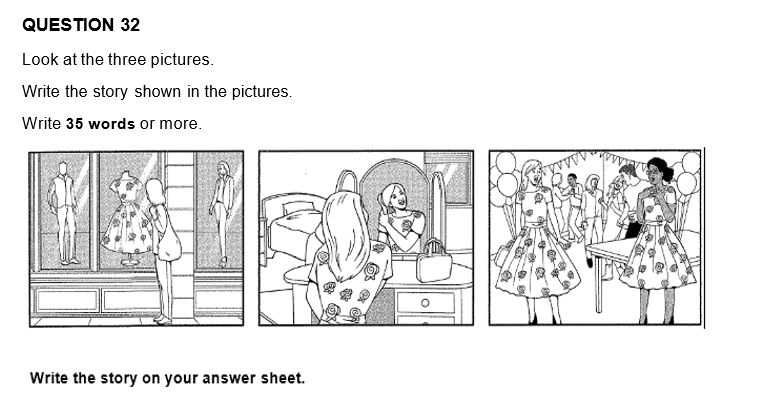 QUESTION 32
Look at the three pictures.
Write the story shown in the pictures.
Write 35 words or more.
Write the story on your answer sheet.